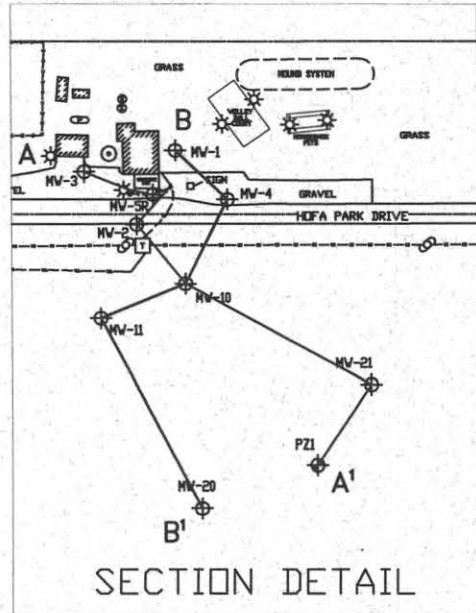 GRASS
MOUND SYSTEM
VOLLEY
GRASS
B
MW-1
A
MW-3
SIGN
MW-4
GRAVEL
MW-5R
HOFA PARK DRIVE
MW-2
T
MW-10
MW-11
MW-21
PZ1
A¹
MW-20
B¹
SECTION DETAIL